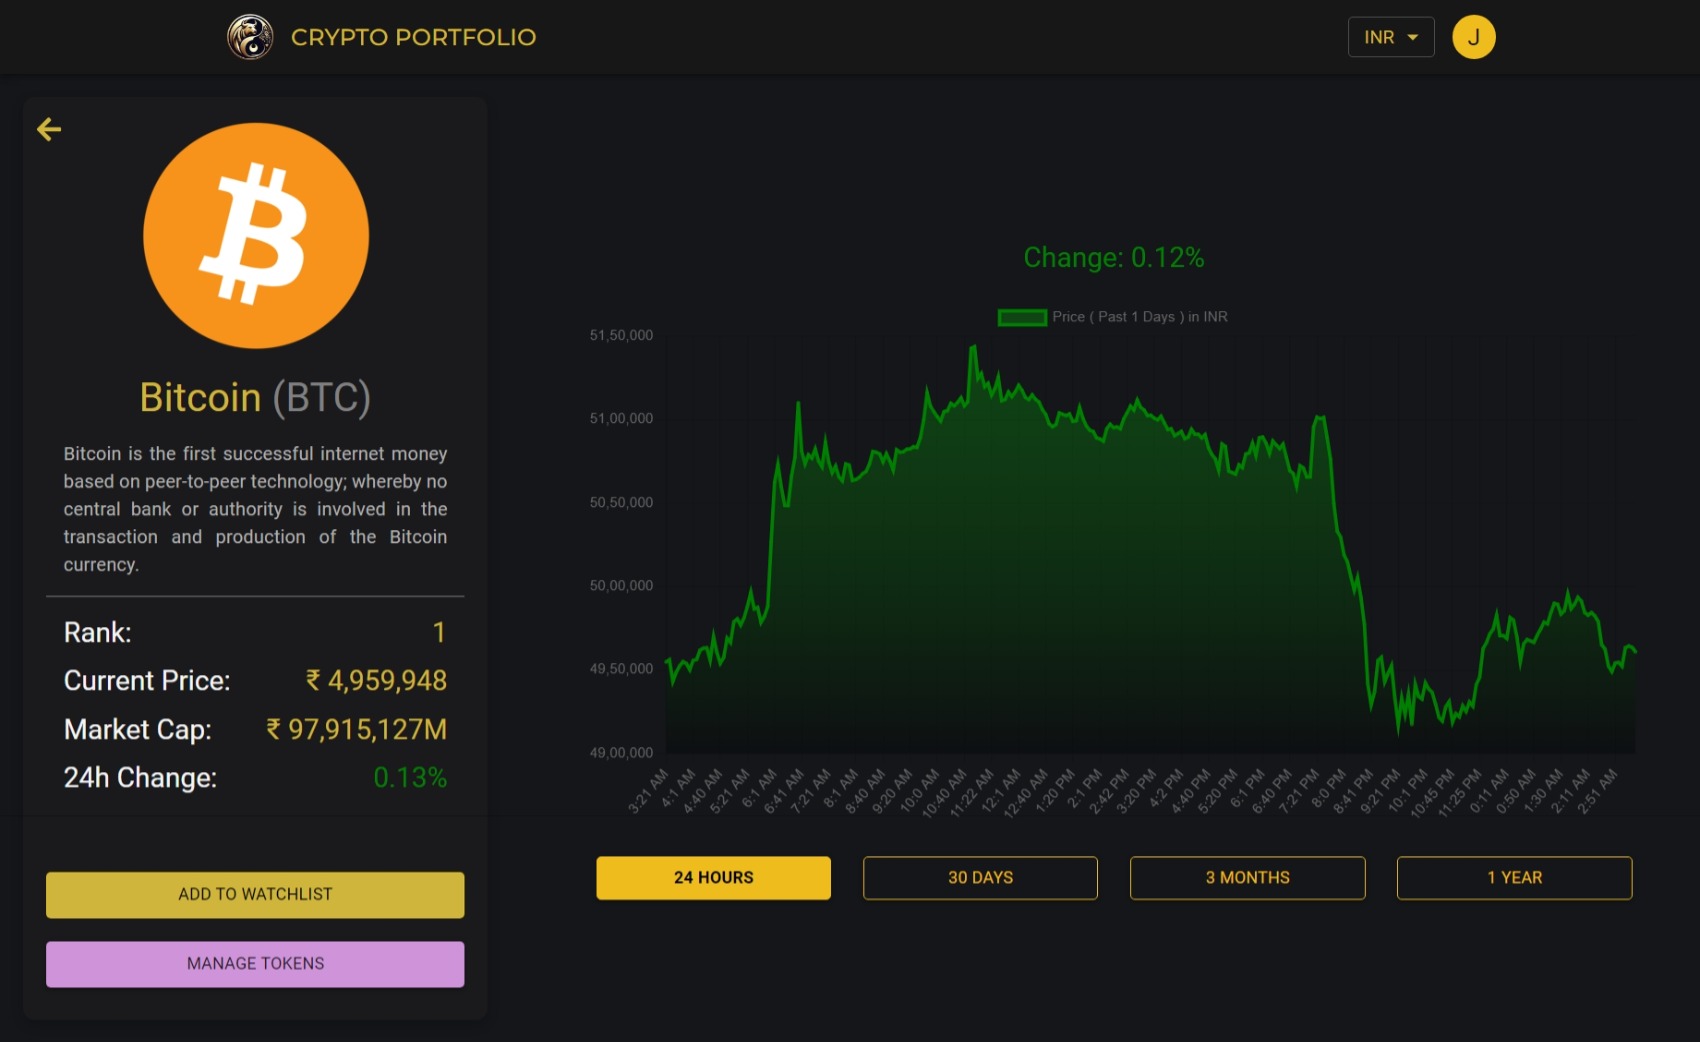 CRYPTO PORTFOLIO
INR
J
Bitcoin (BTC)
Bitcoin is the first successful internet money
based on peer-to-peer technology; whereby no
central bank or authority is involved in the
transaction and production of the Bitcoin
currency.
Rank: 1
Current Price: ₹ 4,959,948
Market Cap: ₹ 97,915,127M
24h Change: 0.13%
ADD TO WATCHLIST
MANAGE TOKENS
Change: 0.12%
Price ( Past 1 Days ) in INR
51,50,000
51,00,000
50,50,000
50,00,000
49,50,000
49,00,000
3:21 AM
4:1 AM
4:40 AM
5:21 AM
6:1 AM
6:41 AM
7:21 AM
8:1 AM
8:40 AM
9:20 AM
10:0 AM
10:40 AM
11:22 AM
12:1 AM
12:40 AM
1:20 PM
2:1 PM
2:42 PM
3:20 PM
4:2 PM
4:40 PM
5:20 PM
6:1 PM
6:40 PM
7:21 PM
8:0 PM
8:41 PM
9:21 PM
10:1 PM
10:45 PM
11:25 PM
0:11 AM
0:50 AM
1:30 AM
2:11 AM
2:51 AM
24 HOURS
30 DAYS
3 MONTHS
1 YEAR